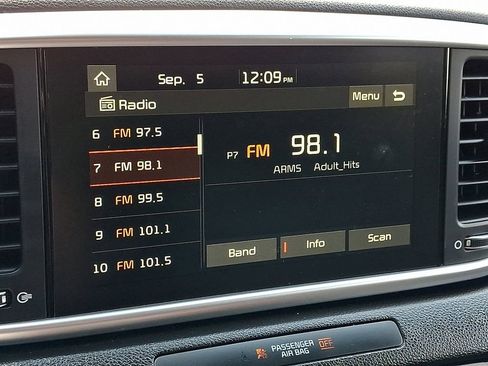 Sep. 5 12:09 PM
Radio Menu
6 FM 97.5
7 FM 98.1
8 FM 99.5
9 FM 101.1
10 FM 101.5
P7 FM 98.1
ARMS Adult_Hits
Band Info Scan
PASSENGER
AIR BAG OFF